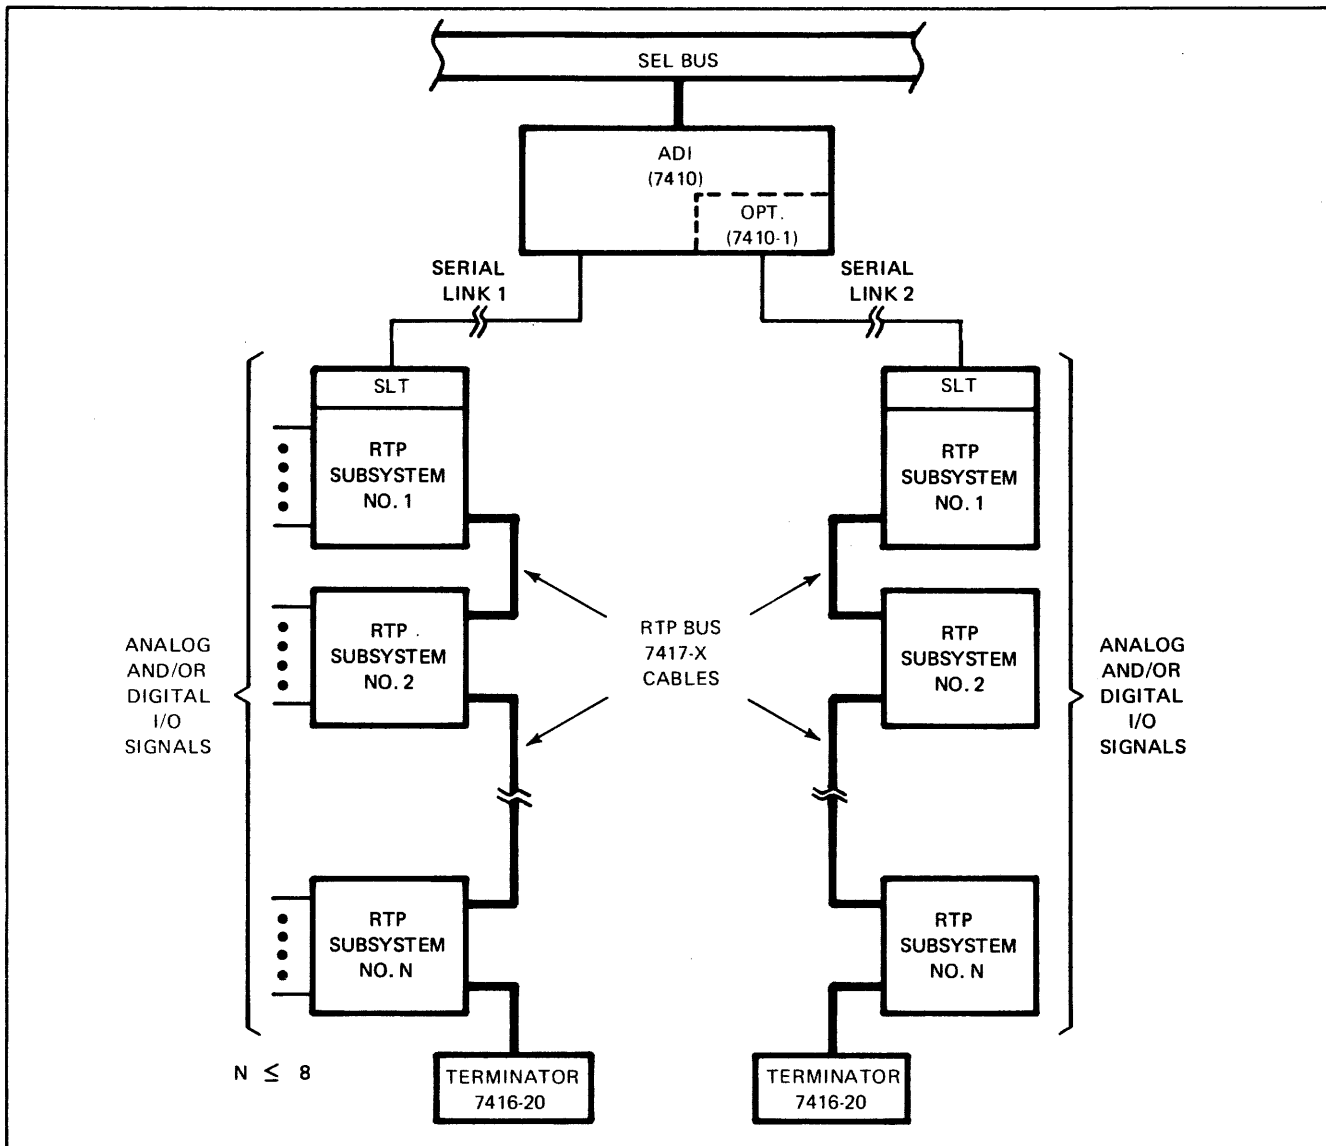 SEL BUS
ADI
(7410)
OPT.
(7410-1)
SERIAL
LINK 1
SERIAL
LINK 2
SLT
RTP
SUBSYSTEM
NO. 1
SLT
RTP
SUBSYSTEM
NO. 1
RTP
SUBSYSTEM
NO. 2
RTP BUS
7417-X
CABLES
RTP
SUBSYSTEM
NO. 2
ANALOG
AND/OR
DIGITAL
I/O
SIGNALS
ANALOG
AND/OR
DIGITAL
I/O
SIGNALS
RTP
SUBSYSTEM
NO. N
RTP
SUBSYSTEM
NO. N
N ≤ 8
TERMINATOR
7416-20
TERMINATOR
7416-20